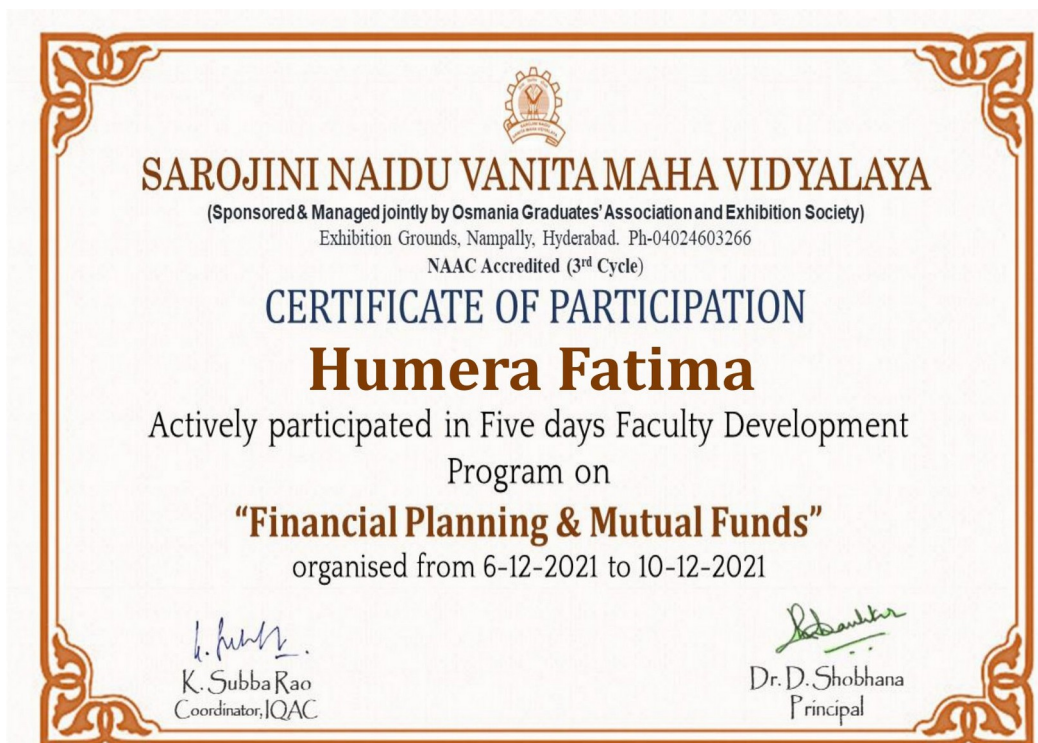 SAROJINI NAIDU VANITA MAHA VIDYALAYA
(Sponsored & Managed jointly by Osmania Graduates' Association and Exhibition Society)
Exhibition Grounds, Nampally, Hyderabad. Ph-04024603266
NAAC Accredited (3rd Cycle)
CERTIFICATE OF PARTICIPATION
Humera Fatima
Actively participated in Five days Faculty Development
Program on
“Financial Planning & Mutual Funds”
organised from 6-12-2021 to 10-12-2021
K. Subba Rao
Coordinator, IQAC
Dr. D. Shobhana
Principal